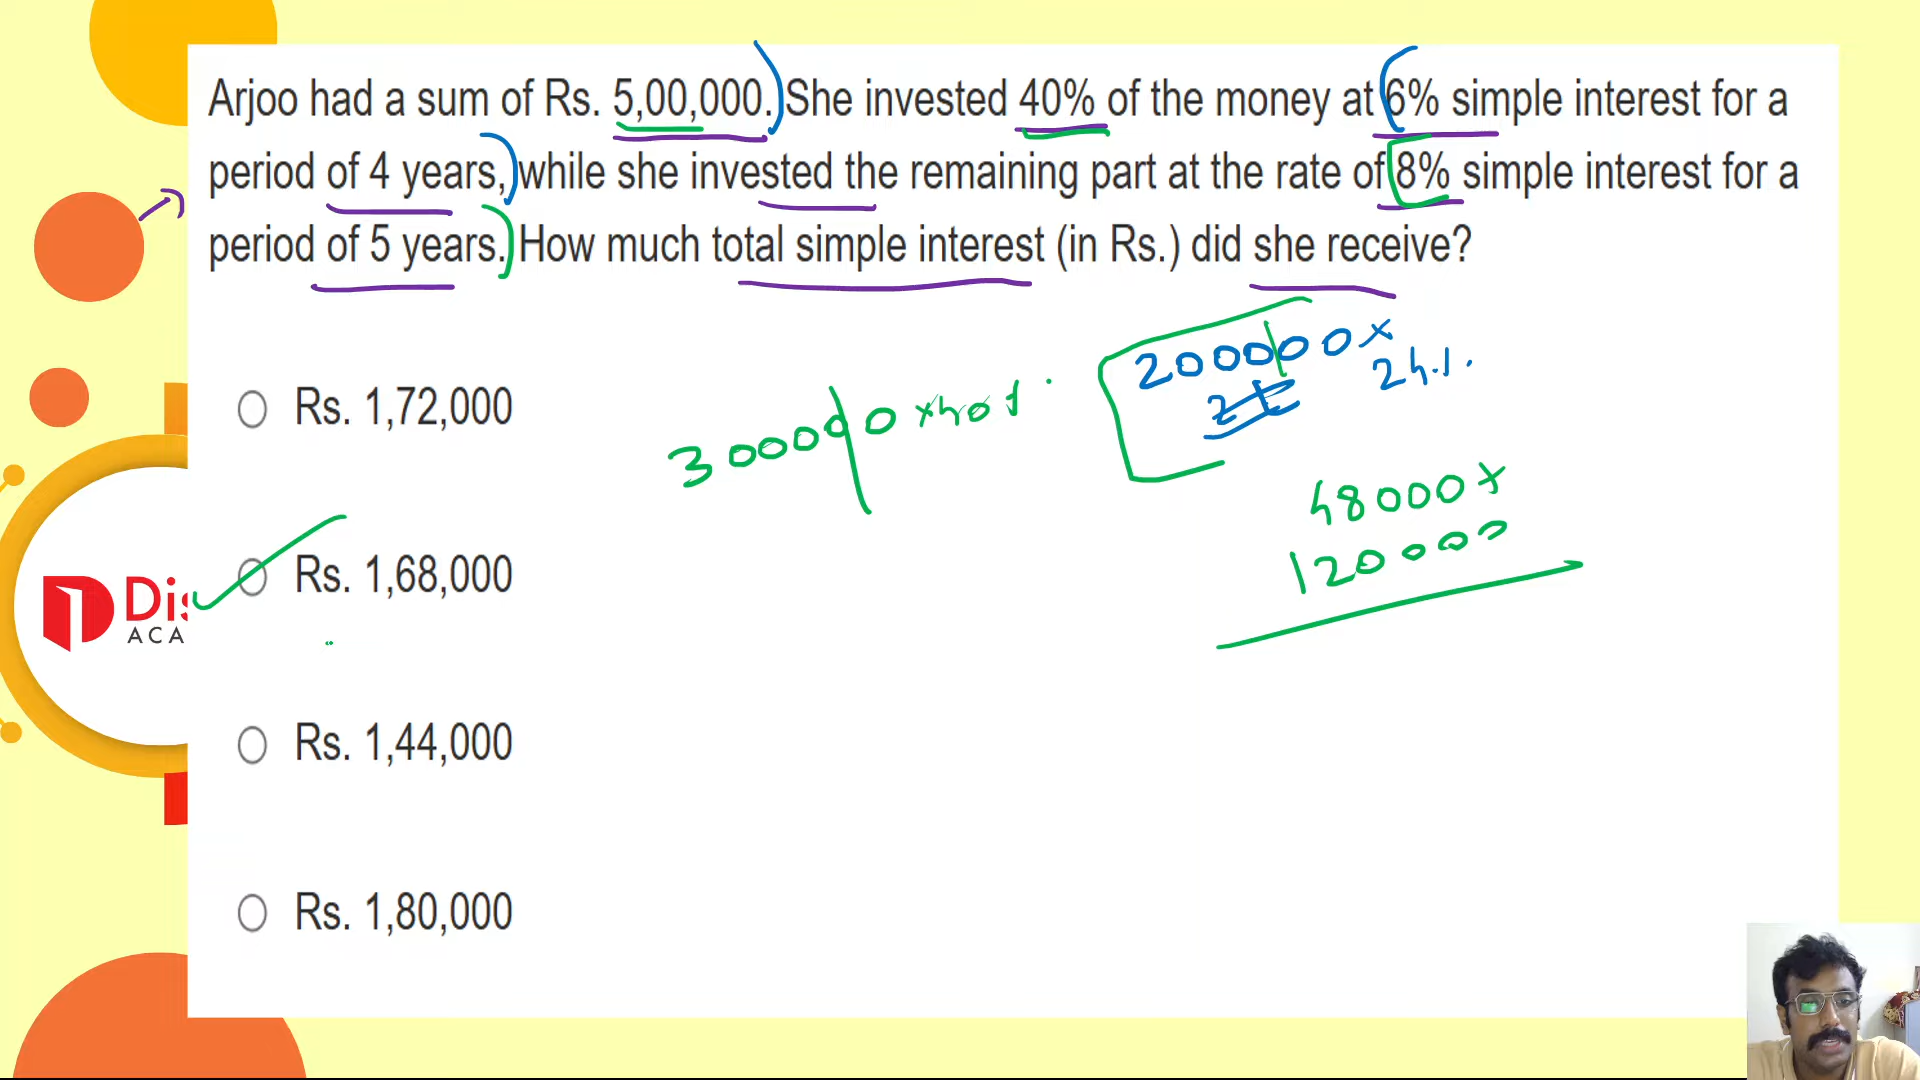 Arjoo had a sum of Rs. 5,00,000. She invested 40% of the money at 6% simple interest for a
period of 4 years, while she invested the remaining part at the rate of 8% simple interest for a
period of 5 years. How much total simple interest (in Rs.) did she receive?
200000×
24%
300000×40%
Rs. 1,72,000
48000+
120000
Rs. 1,68,000
Dis
ACA
Rs. 1,44,000
Rs. 1,80,000